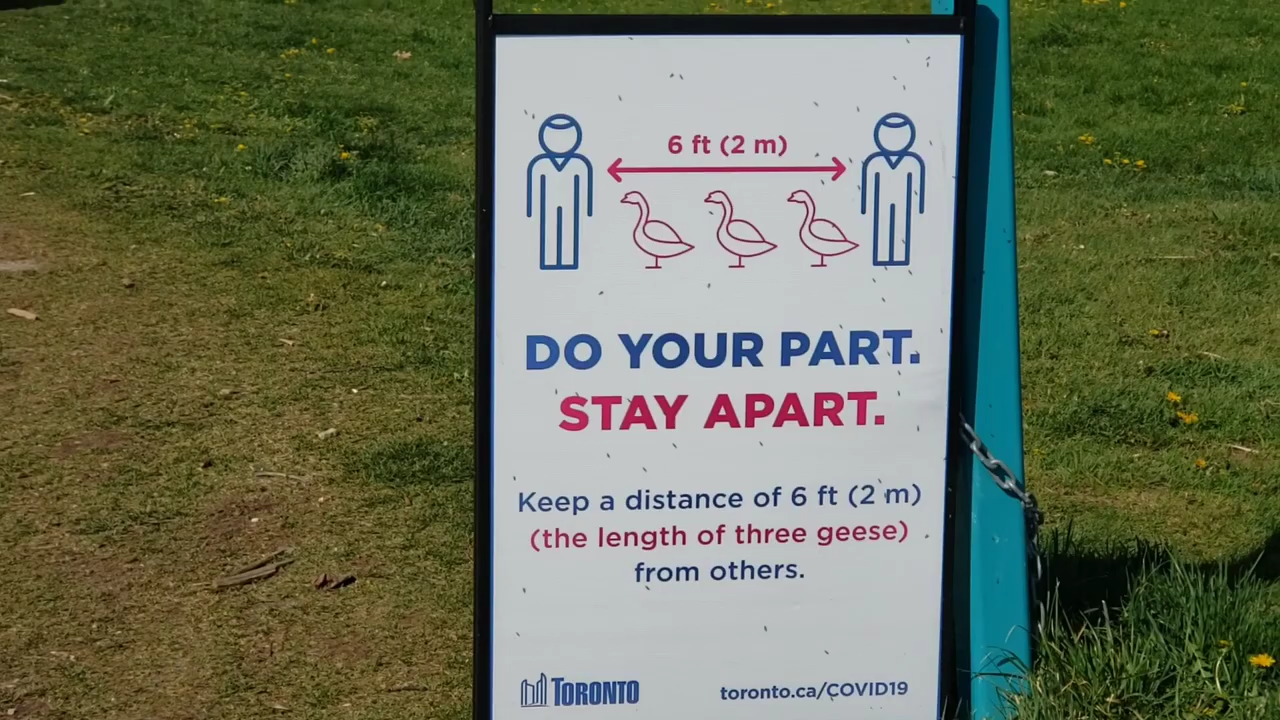 6 ft (2 m)
DO YOUR PART.
STAY APART.
Keep a distance of 6 ft (2 m)
(the length of three geese)
from others.
TORONTO
toronto.ca/COVID19